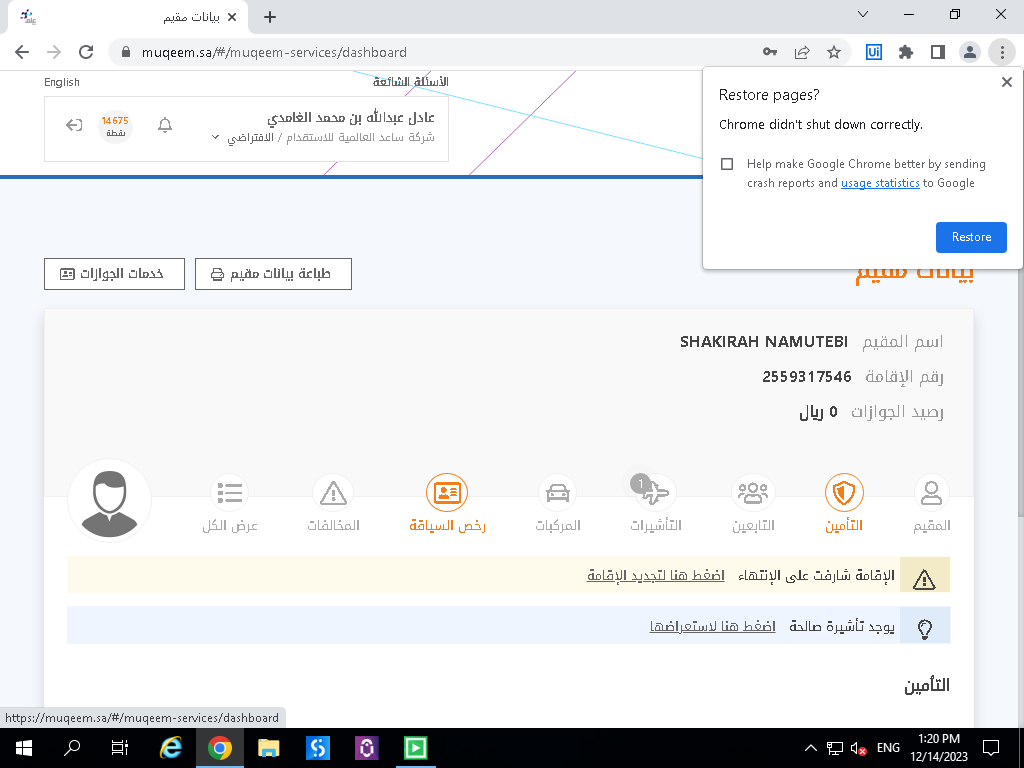 بيانات مقيم
muqeem.sa/#/muqeem-services/dashboard
Restore pages?
Chrome didn't shut down correctly.
Help make Google Chrome better by sending
crash reports and usage statistics to Google
Restore
English
الأسئلة الشائعة
عادل عبدالله بن محمد الغامدي
شركة ساعد العالمية للاستقدام / الافتراضي
14675
نقطة
بيانات مقيم
طباعة بيانات مقيم
خدمات الجوازات
اسم المقيم SHAKIRAH NAMUTEBI
رقم الإقامة 2559317546
رصيد الجوازات 0 ريال
1
المقيم
التأمين
التابعين
التأشيرات
المركبات
رخص السياقة
المخالفات
عرض الكل
الإقامة شارفت على الإنتهاء اضغط هنا لتجديد الإقامة
يوجد تأشيرة صالحة اضغط هنا لاستعراضها
التأمين
https://muqeem.sa/#/muqeem-services/dashboard
ENG
1:20 PM
12/14/2023